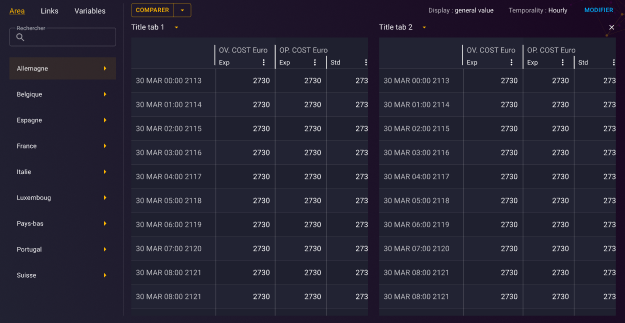 Area Links Variables COMPARER Display : general value Temporality : Hourly MODIFIER
Rechercher
Allemagne
Belgique
Espagne
France
Italie
Luxemboug
Pays-bas
Portugal
Suisse
Title tab 1
OV. COST Euro OP. COST Euro
Exp Exp Std
30 MAR 00:00 2113 2730 2730 273
30 MAR 01:00 2114 2730 2730 273
30 MAR 02:00 2115 2730 2730 273
30 MAR 03:00 2116 2730 2730 273
30 MAR 04:00 2117 2730 2730 273
30 MAR 05:00 2118 2730 2730 273
30 MAR 06:00 2119 2730 2730 273
30 MAR 07:00 2120 2730 2730 273
30 MAR 08:00 2121 2730 2730 273
30 MAR 08:00 2121 2730 2730 273
Title tab 2
OV. COST Euro OP. COST Euro
Exp Exp Std
30 MAR 00:00 2113 2730 2730 273
30 MAR 01:00 2114 2730 2730 273
30 MAR 02:00 2115 2730 2730 273
30 MAR 03:00 2116 2730 2730 273
30 MAR 04:00 2117 2730 2730 273
30 MAR 05:00 2118 2730 2730 273
30 MAR 06:00 2119 2730 2730 273
30 MAR 07:00 2120 2730 2730 273
30 MAR 08:00 2121 2730 2730 273
30 MAR 08:00 2121 2730 2730 273